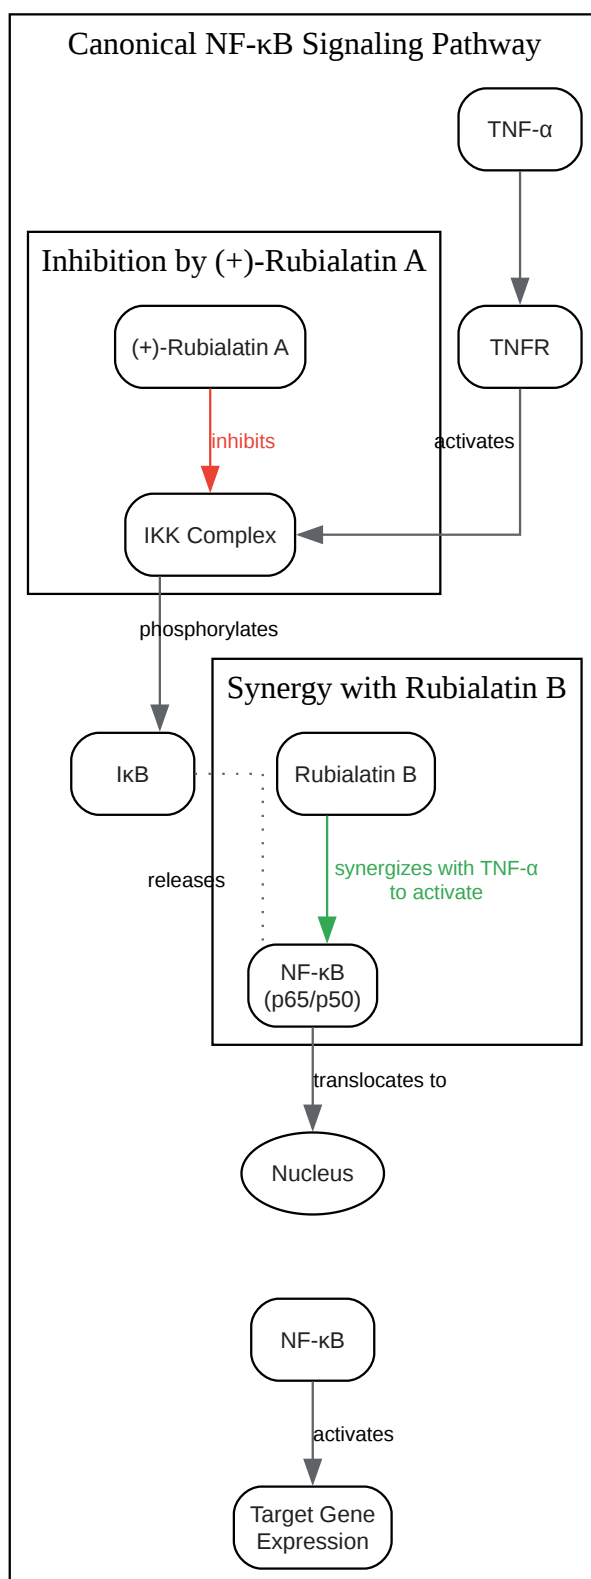 Canonical NF-κB Signaling Pathway
TNF-α
Inhibition by (+)-Rubialatin A
(+)-Rubialatin A
TNFR
inhibits
activates
IKK Complex
phosphorylates
Synergy with Rubialatin B
IκB
Rubialatin B
releases
synergizes with TNF-α
to activate
NF-κB
(p65/p50)
translocates to
Nucleus
NF-κB
activates
Target Gene
Expression